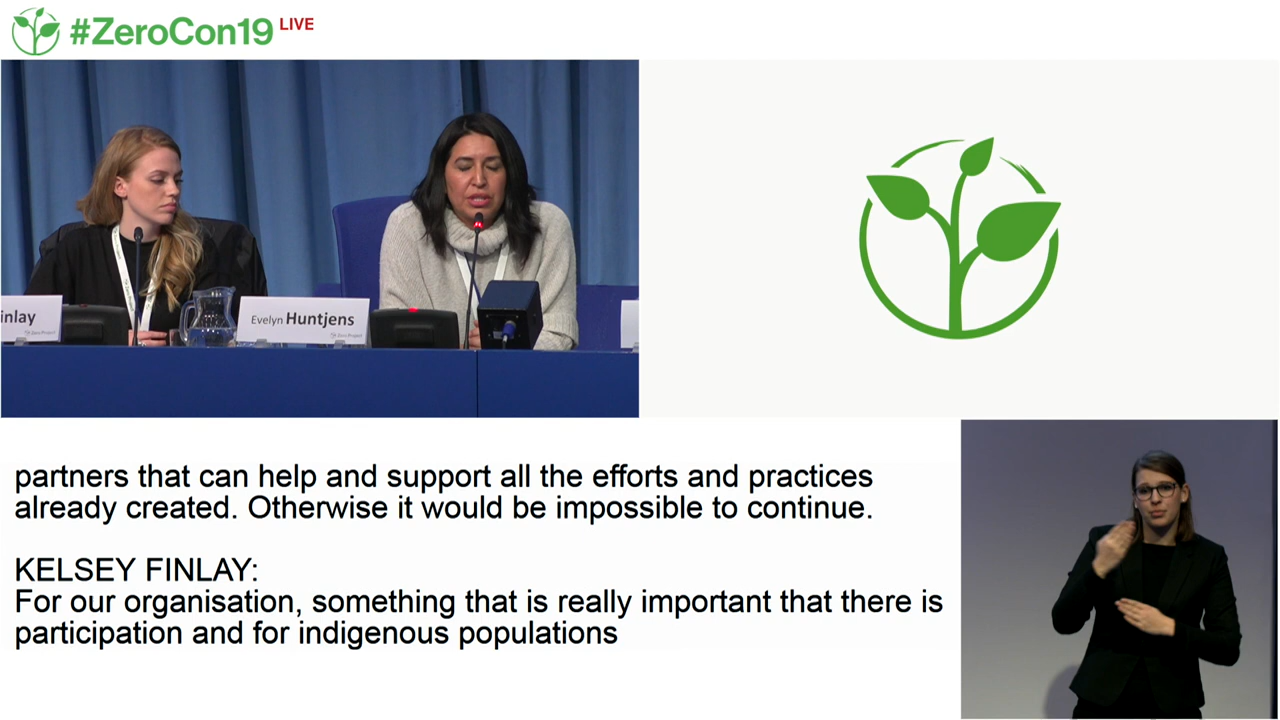 #ZeroCon19 LIVE
inlay
Evelyn Huntjens
Zero Project
partners that can help and support all the efforts and practices
already created. Otherwise it would be impossible to continue.
KELSEY FINLAY:
For our organisation, something that is really important that there is
participation and for indigenous populations